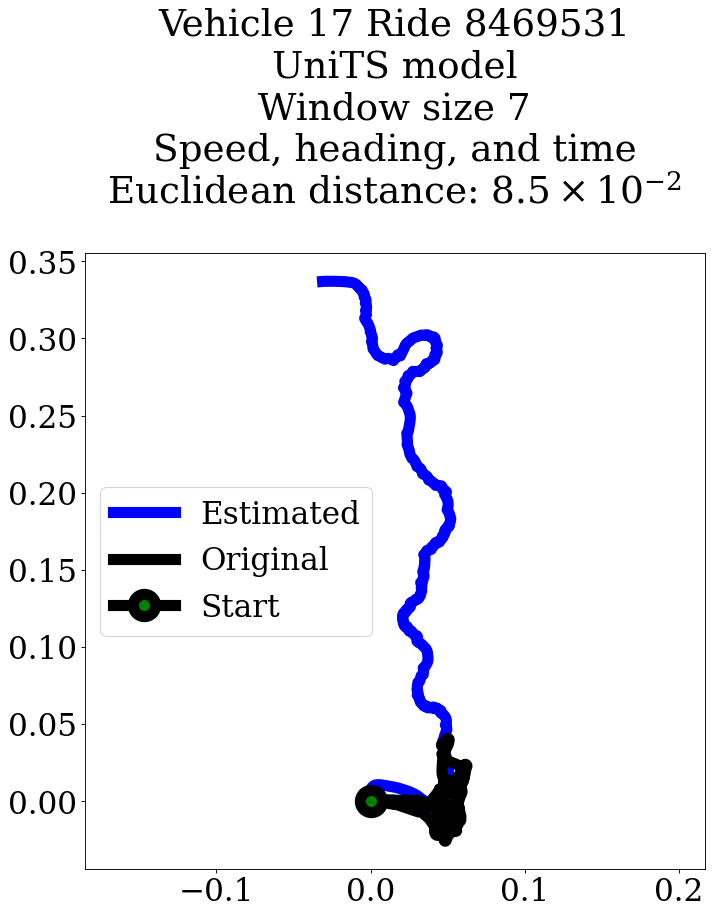 Vehicle 17 Ride 8469531
UniTS model
Window size 7
Speed, heading, and time
Euclidean distance: 8.5 × 10⁻²
0.35
0.30
0.25
0.20
0.15
0.10
0.05
0.00
Estimated
Original
Start
−0.1
0.0
0.1
0.2